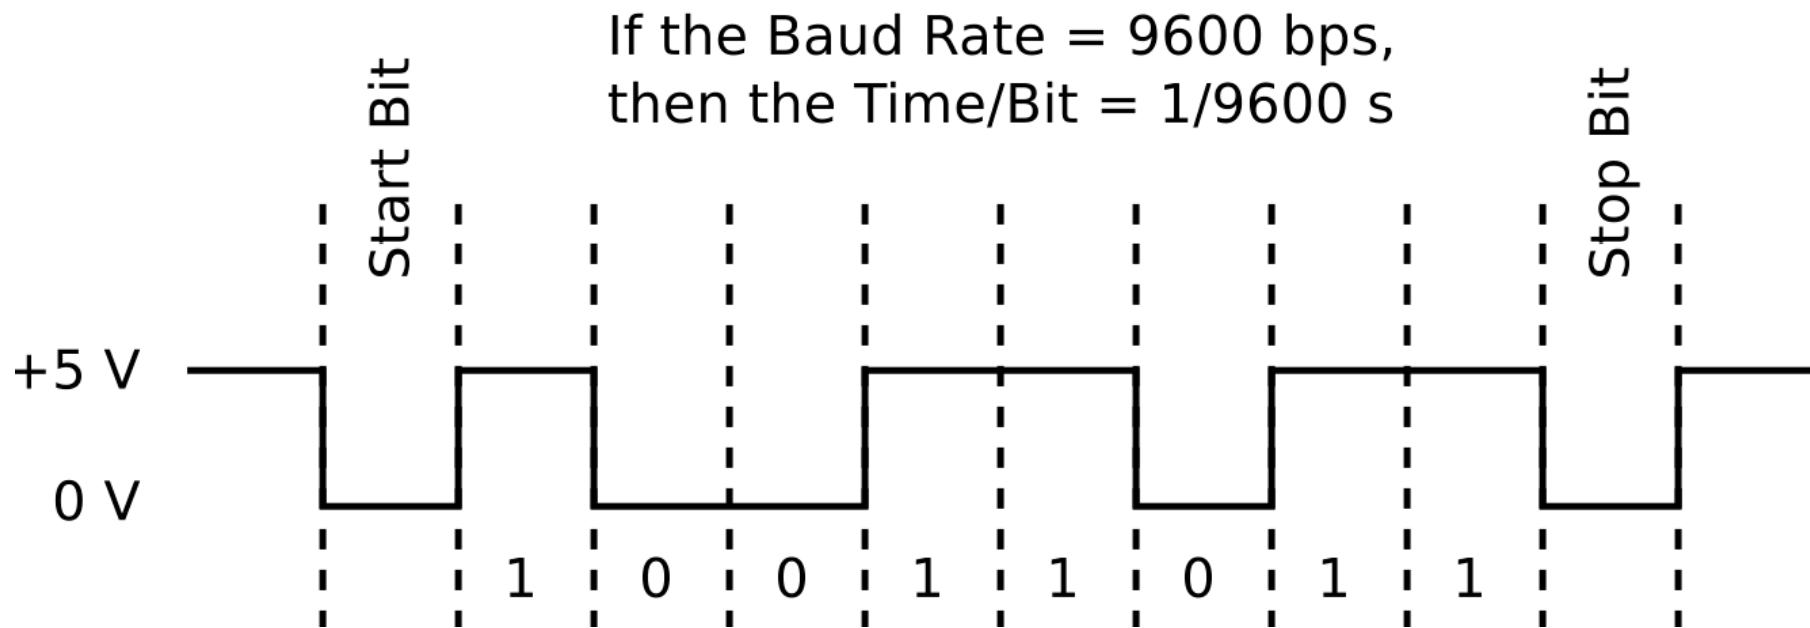 If the Baud Rate = 9600 bps,
then the Time/Bit = 1/9600 s
Start Bit
Stop Bit
+5 V
0 V
1 0 0 1 1 0 1 1